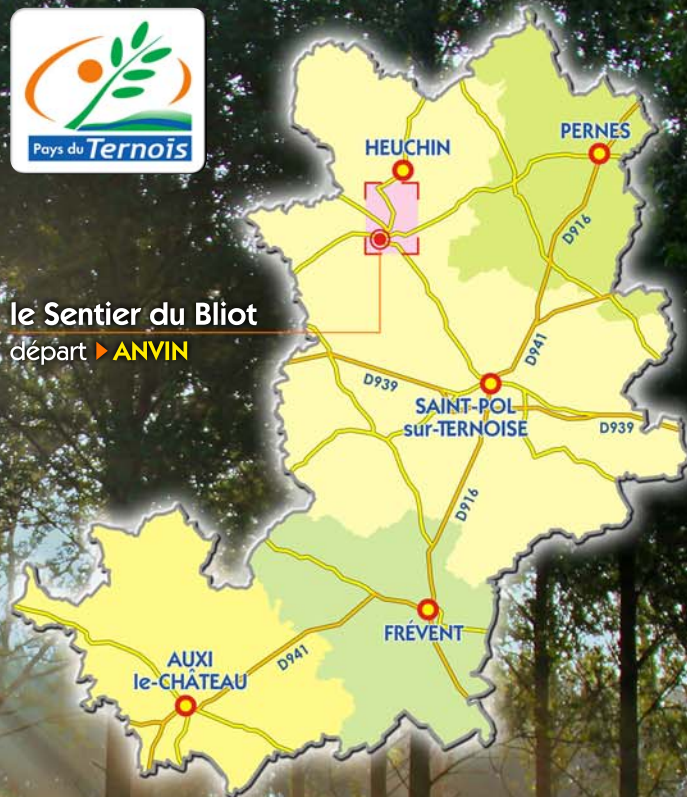 Pays du Ternois
HEUCHIN
PERNES
D916
le Sentier du Bliot
départ ▶ ANVIN
D941
D939
SAINT-POL
sur-TERNOISE
D939
D916
FRÉVENT
D941
AUXI
le-CHÂTEAU